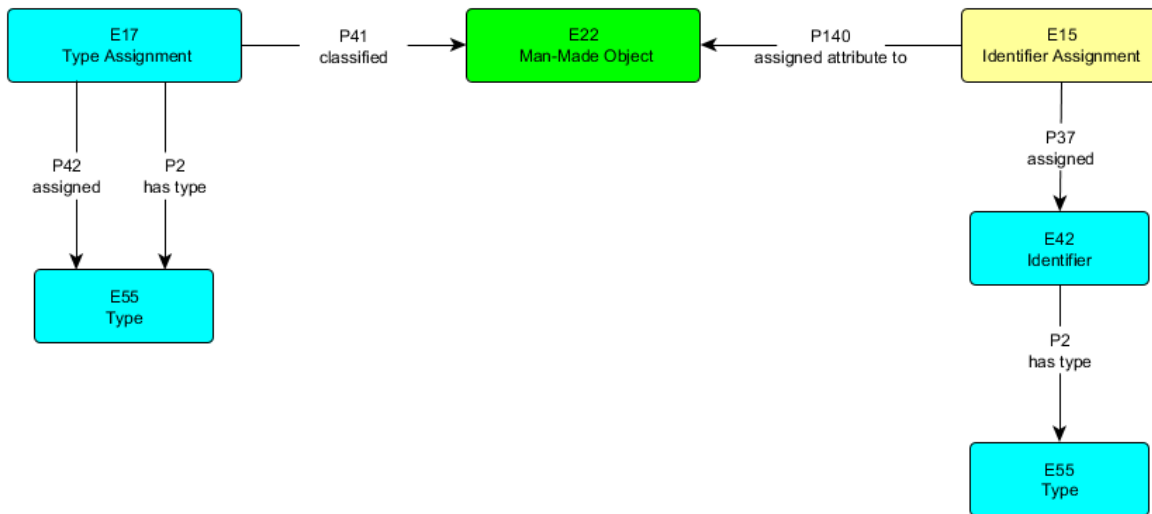 E17
Type Assignment
P41
classified
E22
Man-Made Object
P140
assigned attribute to
E15
Identifier Assignment
P42
assigned
P2
has type
P37
assigned
E55
Type
E42
Identifier
P2
has type
E55
Type